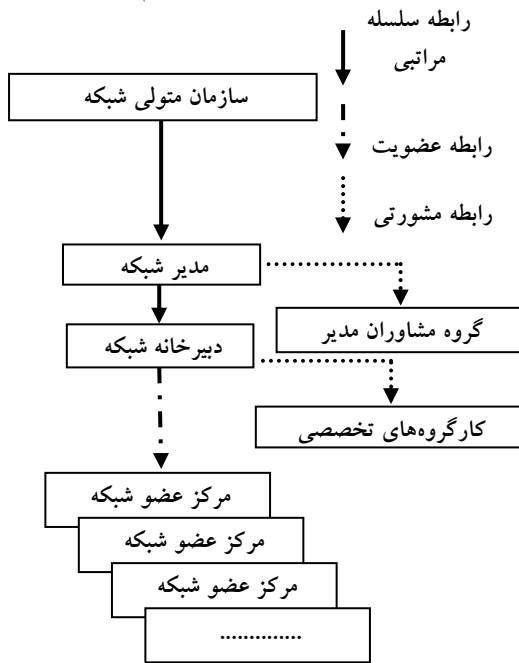 رابطه سلسله
مراتبی
سازمان متولی شبکه
رابطه عضویت
رابطه مشورتی
مدیر شبکه
گروه مشاوران مدیر
دبیرخانه شبکه
کارگروه‌های تخصصی
مرکز عضو شبکه
مرکز عضو شبکه
مرکز عضو شبکه
..............